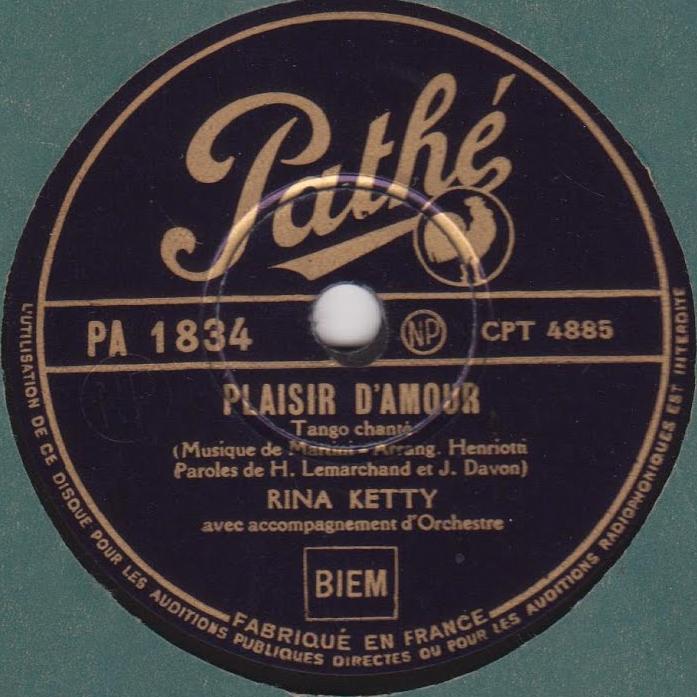 Pathé
PA 1834
NP
CPT 4885
PLAISIR D'AMOUR
Tango chanté
(Musique de Martini - Arrang. Henriotti
Paroles de H. Lemarchand et J. Davon)
RINA KETTY
avec accompagnement d'Orchestre
BIEM
FABRIQUÉ EN FRANCE
L'UTILISATION DE CE DISQUE POUR LES AUDITIONS PUBLIQUES DIRECTES OU POUR LES AUDITIONS RADIOPHONIQUES EST INTERDITE